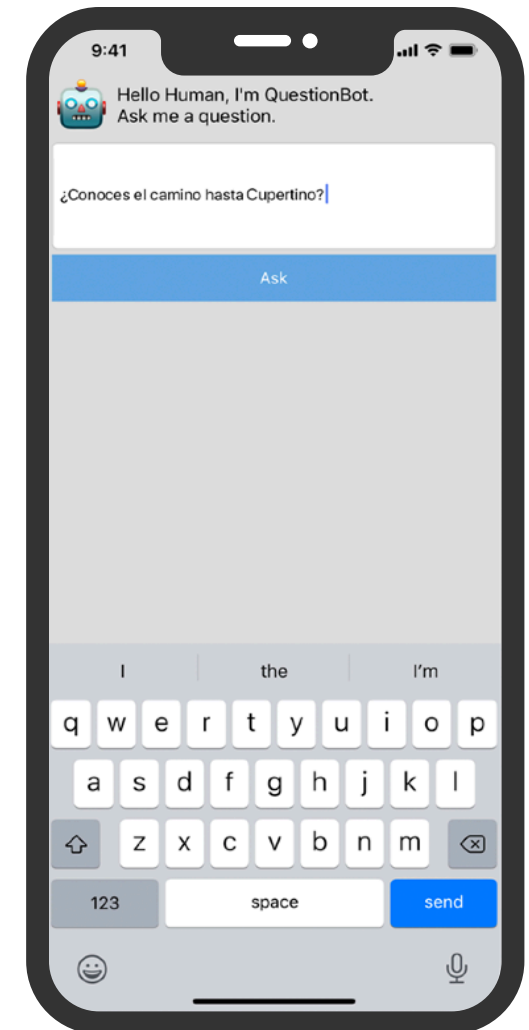 9:41
Hello Human, I'm QuestionBot.
Ask me a question.
¿Conoces el camino hasta Cupertino?
Ask
I the I'm
q w e r t y u i o p
a s d f g h j k l
z x c v b n m
123 space send